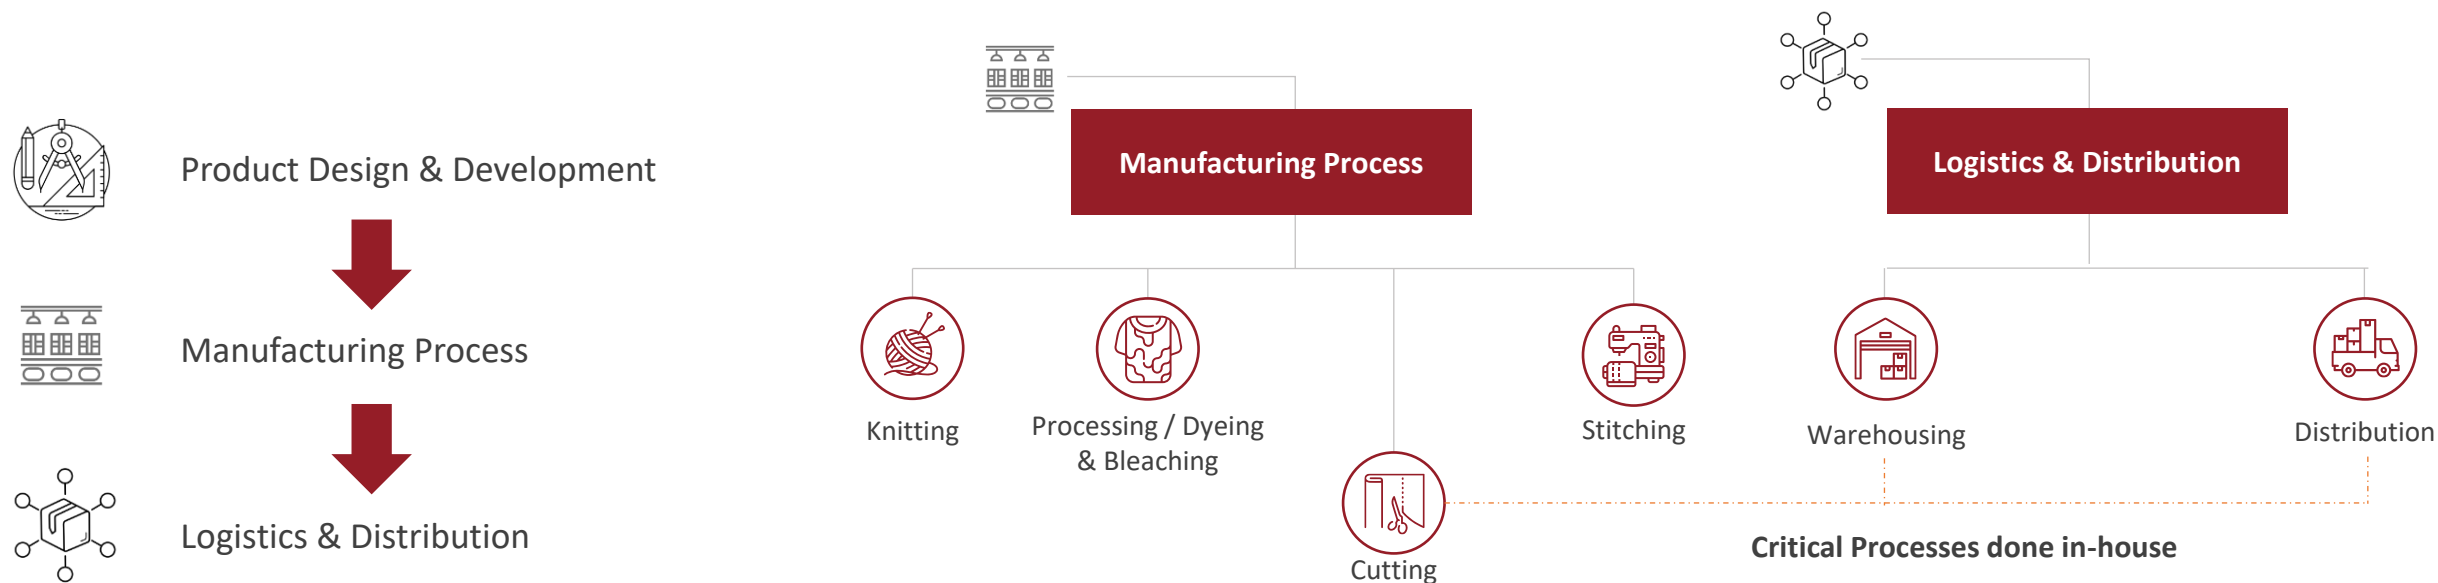 Product Design & Development
Manufacturing Process
Logistics & Distribution
Manufacturing Process
Knitting
Processing / Dyeing
& Bleaching
Cutting
Stitching
Logistics & Distribution
Warehousing
Distribution
Critical Processes done in-house